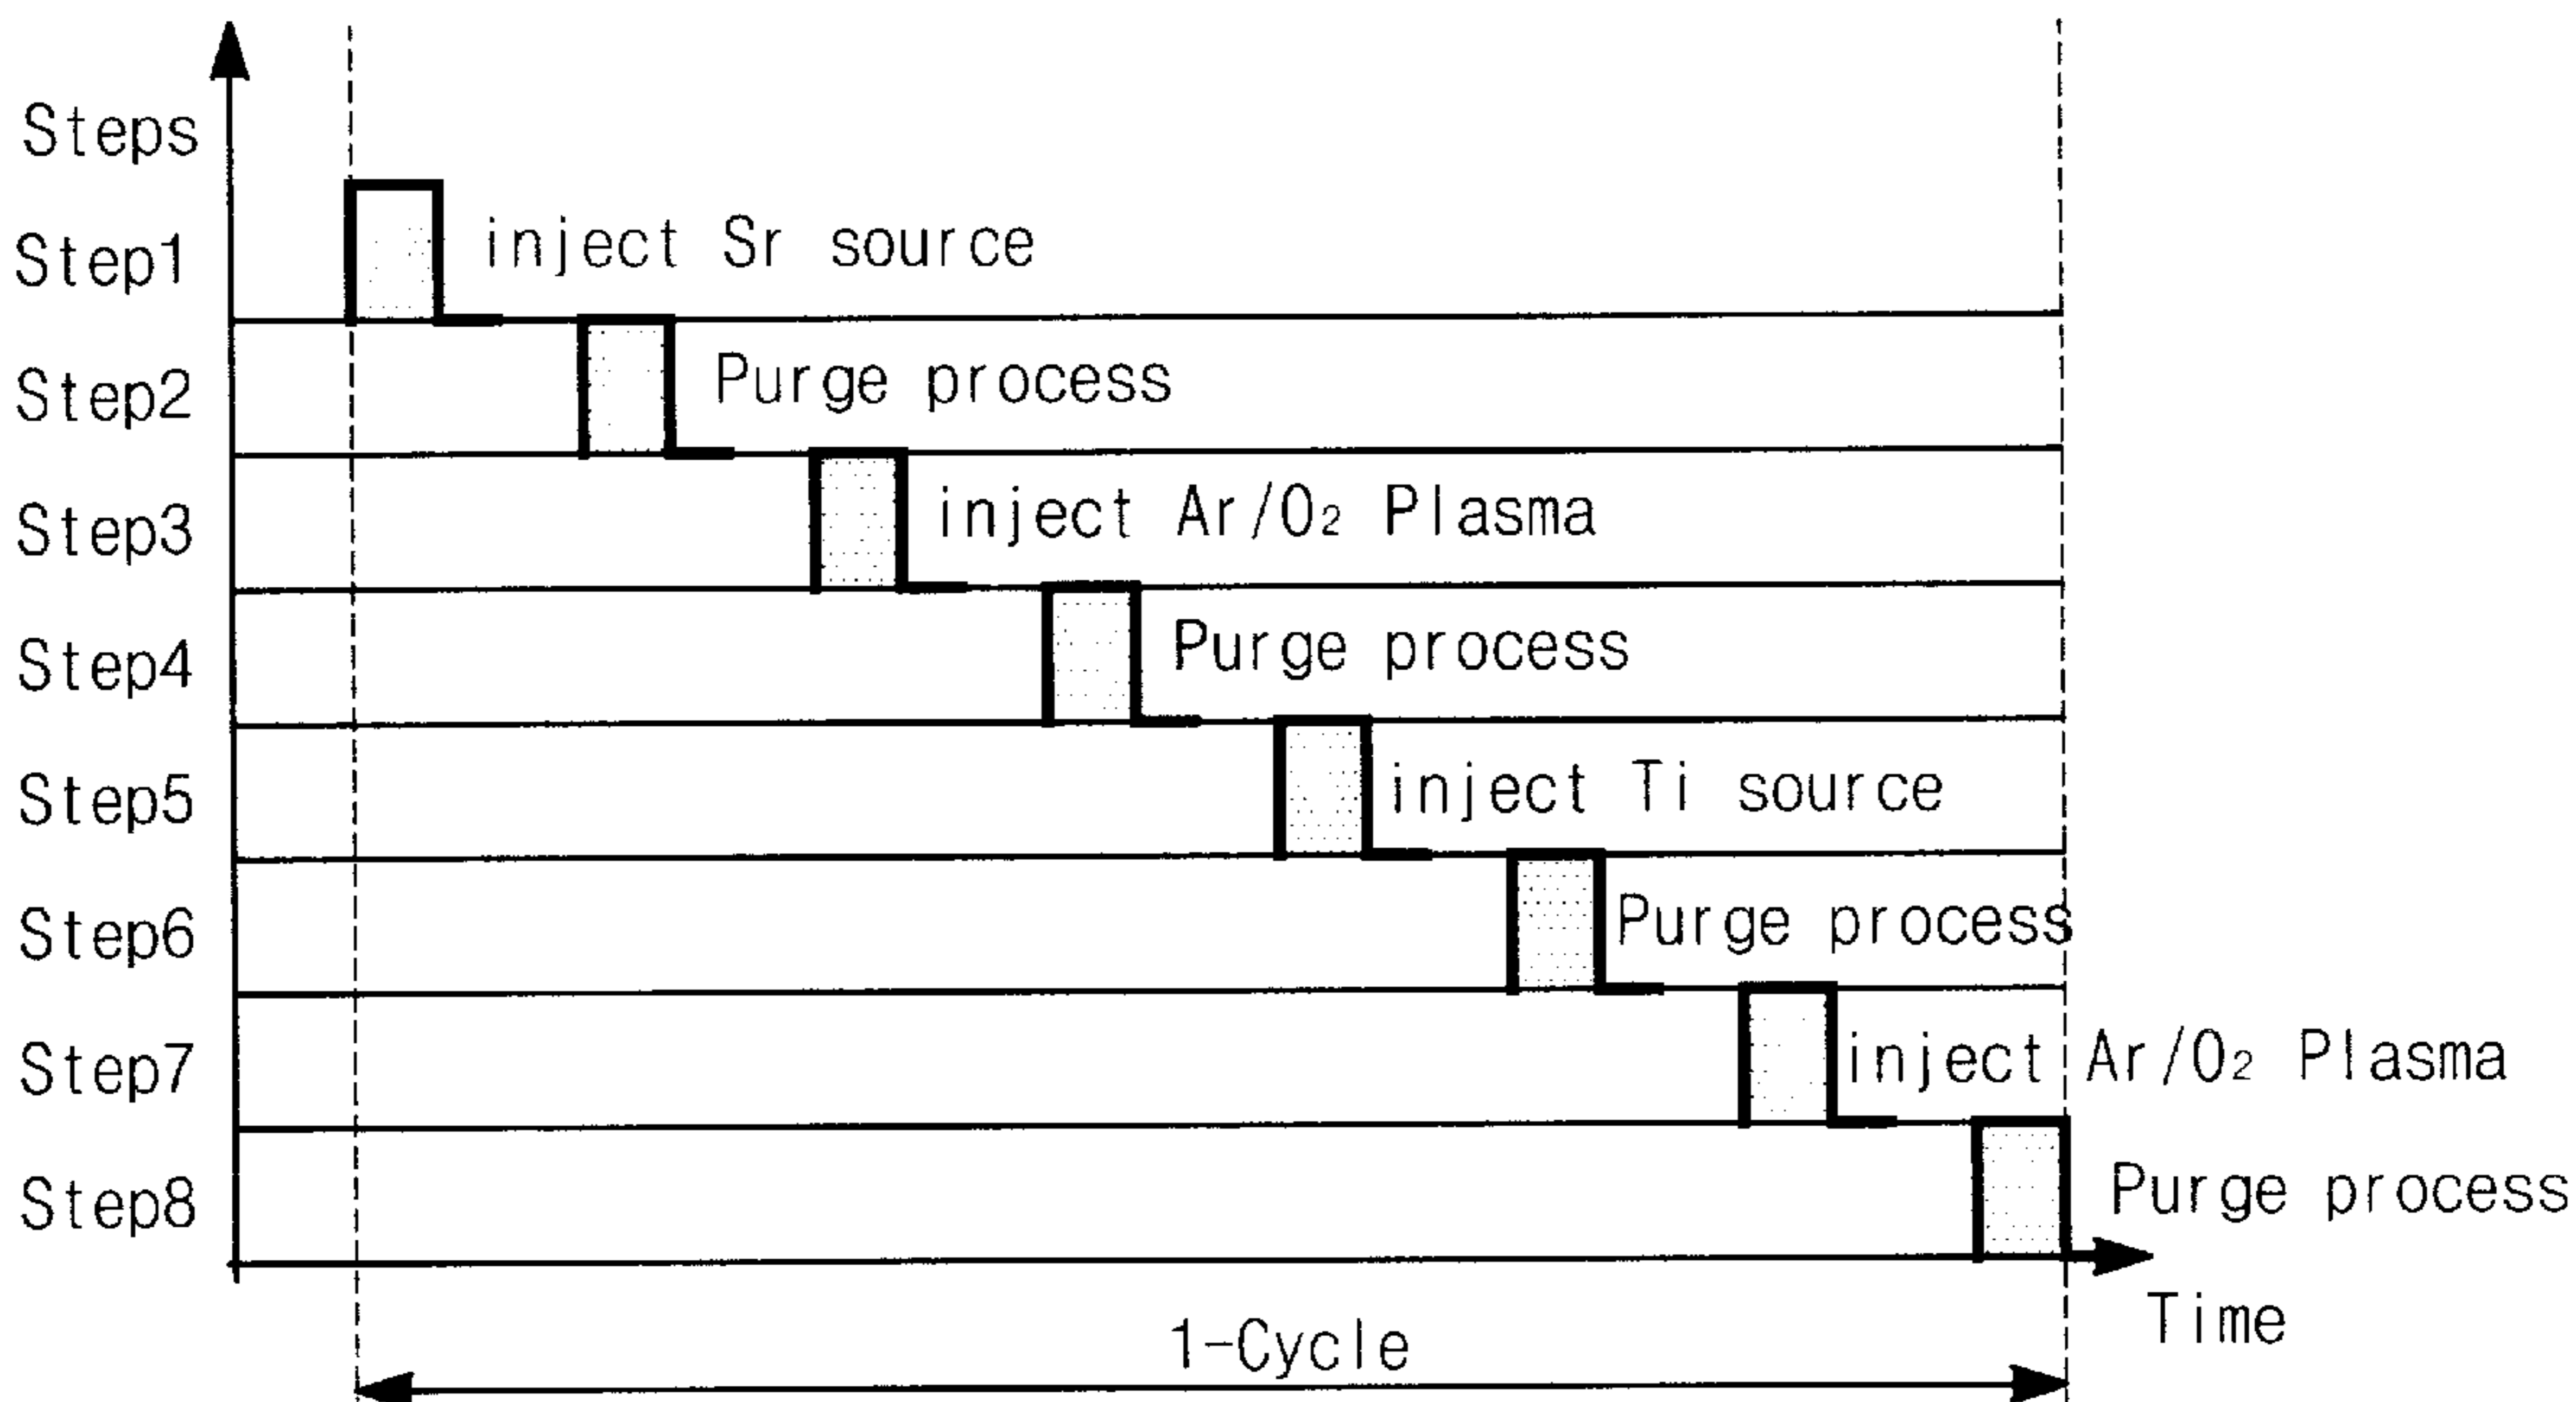 Steps
Step1 inject Sr source
Step2 Purge process
Step3 inject Ar/O₂ Plasma
Step4 Purge process
Step5 inject Ti source
Step6 Purge process
Step7 inject Ar/O₂ Plasma
Step8 Purge process
Time
1-Cycle